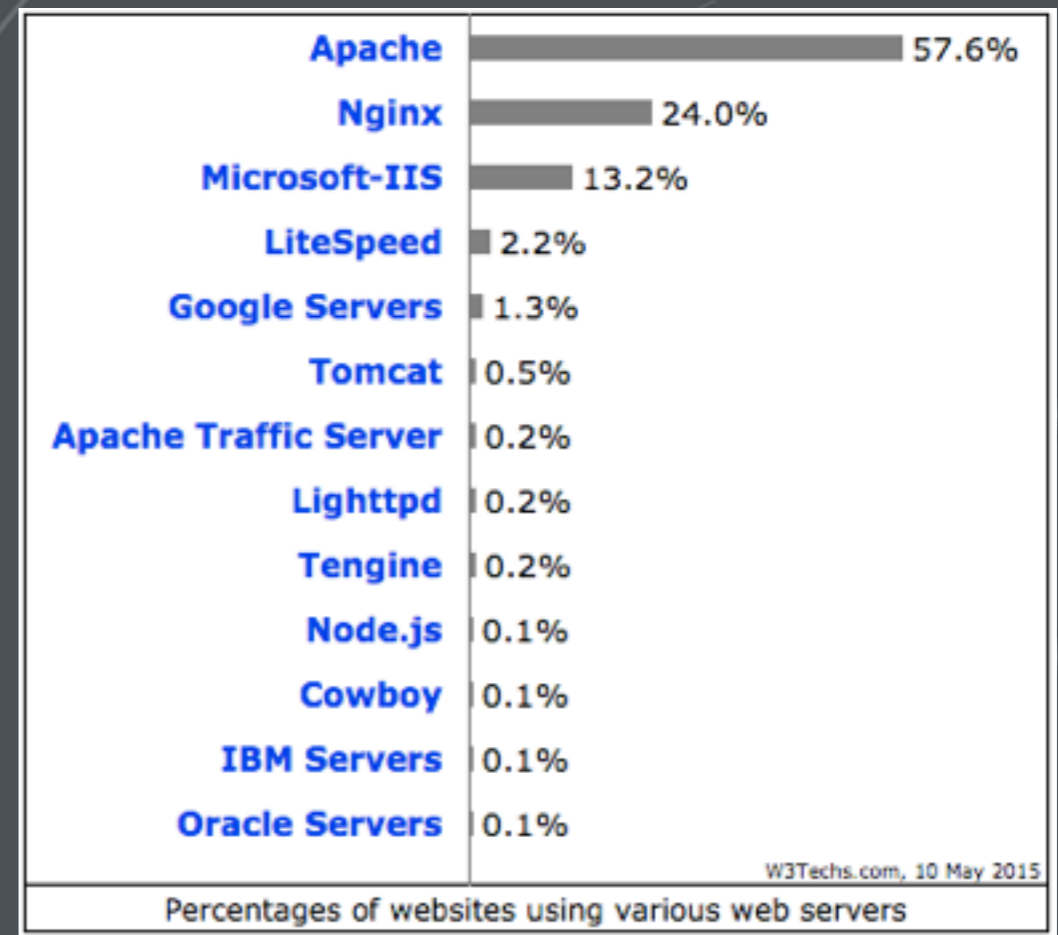 Apache 57.6%
Nginx 24.0%
Microsoft-IIS 13.2%
LiteSpeed 2.2%
Google Servers 1.3%
Tomcat 0.5%
Apache Traffic Server 0.2%
Lighttpd 0.2%
Tengine 0.2%
Node.js 0.1%
Cowboy 0.1%
IBM Servers 0.1%
Oracle Servers 0.1%
W3Techs.com, 10 May 2015
Percentages of websites using various web servers